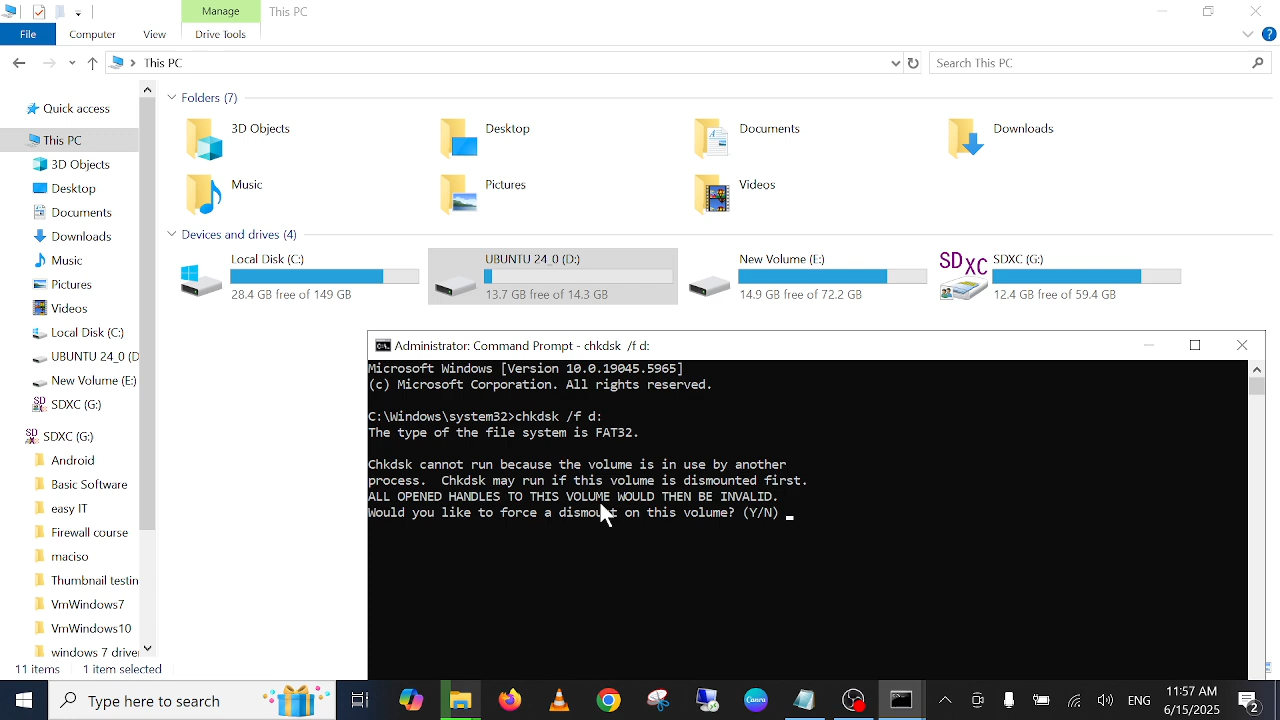 Manage
This PC
File
Computer
View
Drive Tools
This PC
Search This PC
Quick access
This PC
3D Objects
Desktop
Documents
Downloads
Music
Pictures
Videos
Local Disk (C:)
UBUNTU 24_0 (D
New Volume (E:)
SDXC (G:)
SDXC (G:)
Android
Basic Software
easy IT
Firewall course
maciso
Thumbnail testin
VmWindows7
VmWindows10
windows 7 driver
Folders (7)
3D Objects
Desktop
Documents
Downloads
Music
Pictures
Videos
Devices and drives (4)
Local Disk (C:)
28.4 GB free of 149 GB
UBUNTU 24_0 (D:)
13.7 GB free of 14.3 GB
New Volume (E:)
14.9 GB free of 72.2 GB
SDXC
SDXC (G:)
12.4 GB free of 59.4 GB
Administrator: Command Prompt - chkdsk /f d:
Microsoft Windows [Version 10.0.19045.5965]
(c) Microsoft Corporation. All rights reserved.
C:\Windows\system32>chkdsk /f d:
The type of the file system is FAT32.
Chkdsk cannot run because the volume is in use by another
process.  Chkdsk may run if this volume is dismounted first.
ALL OPENED HANDLES TO THIS VOLUME WOULD THEN BE INVALID.
Would you like to force a dismount on this volume? (Y/N)
11 items
1 item selected
Type here to search
Canva
ENG
11:57 AM
6/15/2025
2